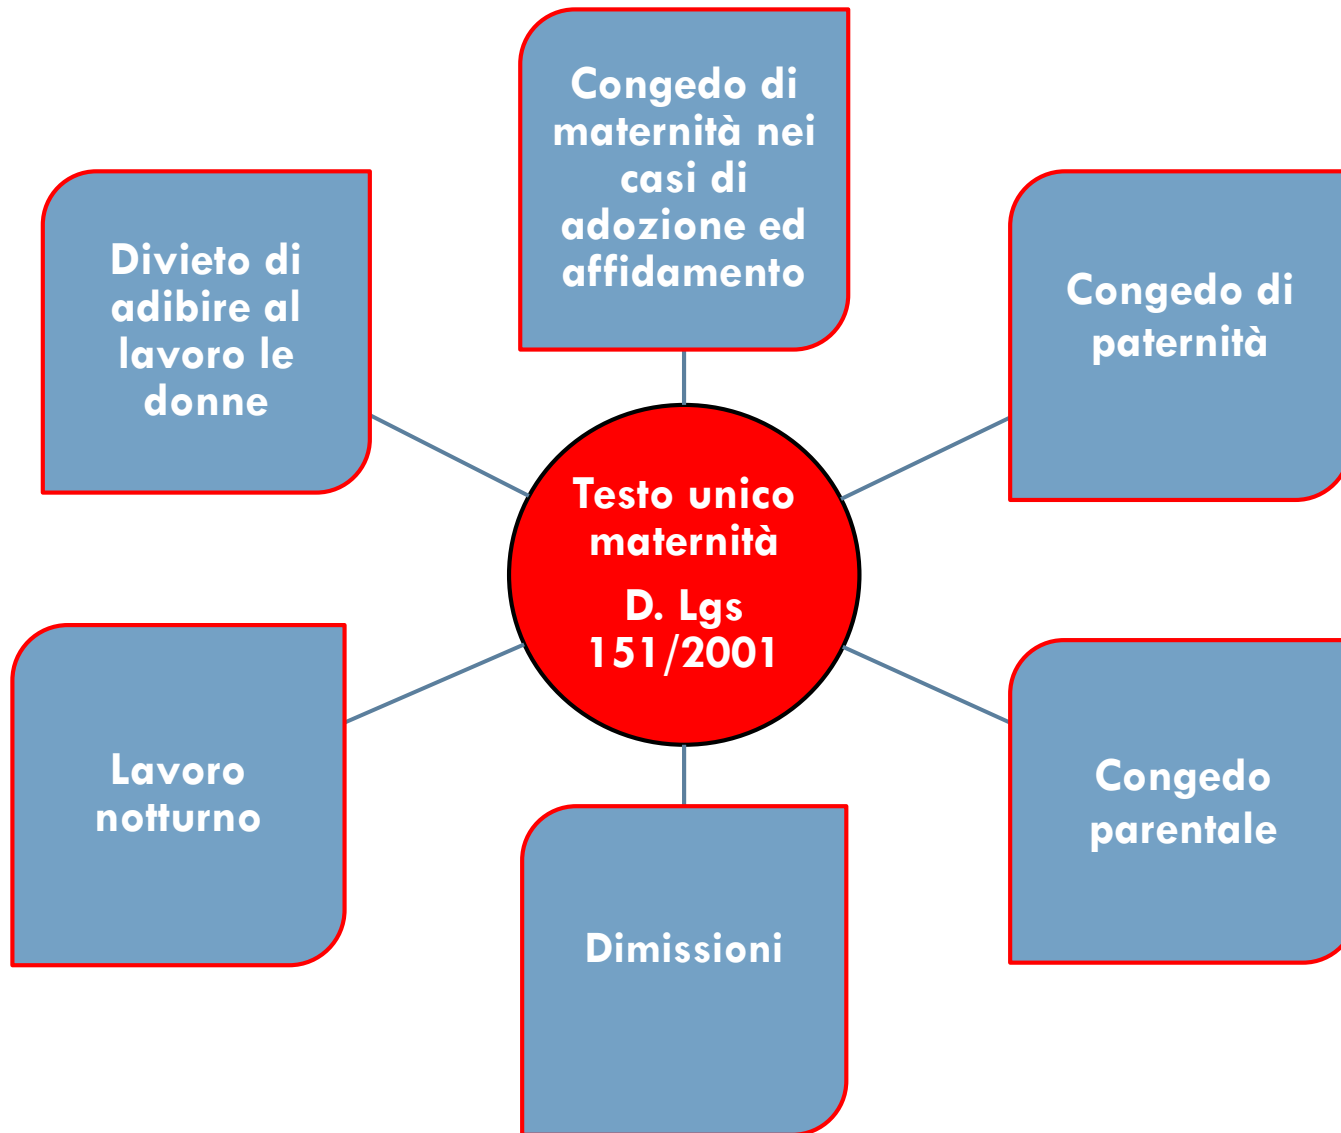 Congedo di
maternità nei
casi di
adozione ed
affidamento
Divieto di
adibire al
lavoro le
donne
Congedo di
paternità
Testo unico
maternità
D. Lgs
151/2001
Lavoro
notturno
Congedo
parentale
Dimissioni